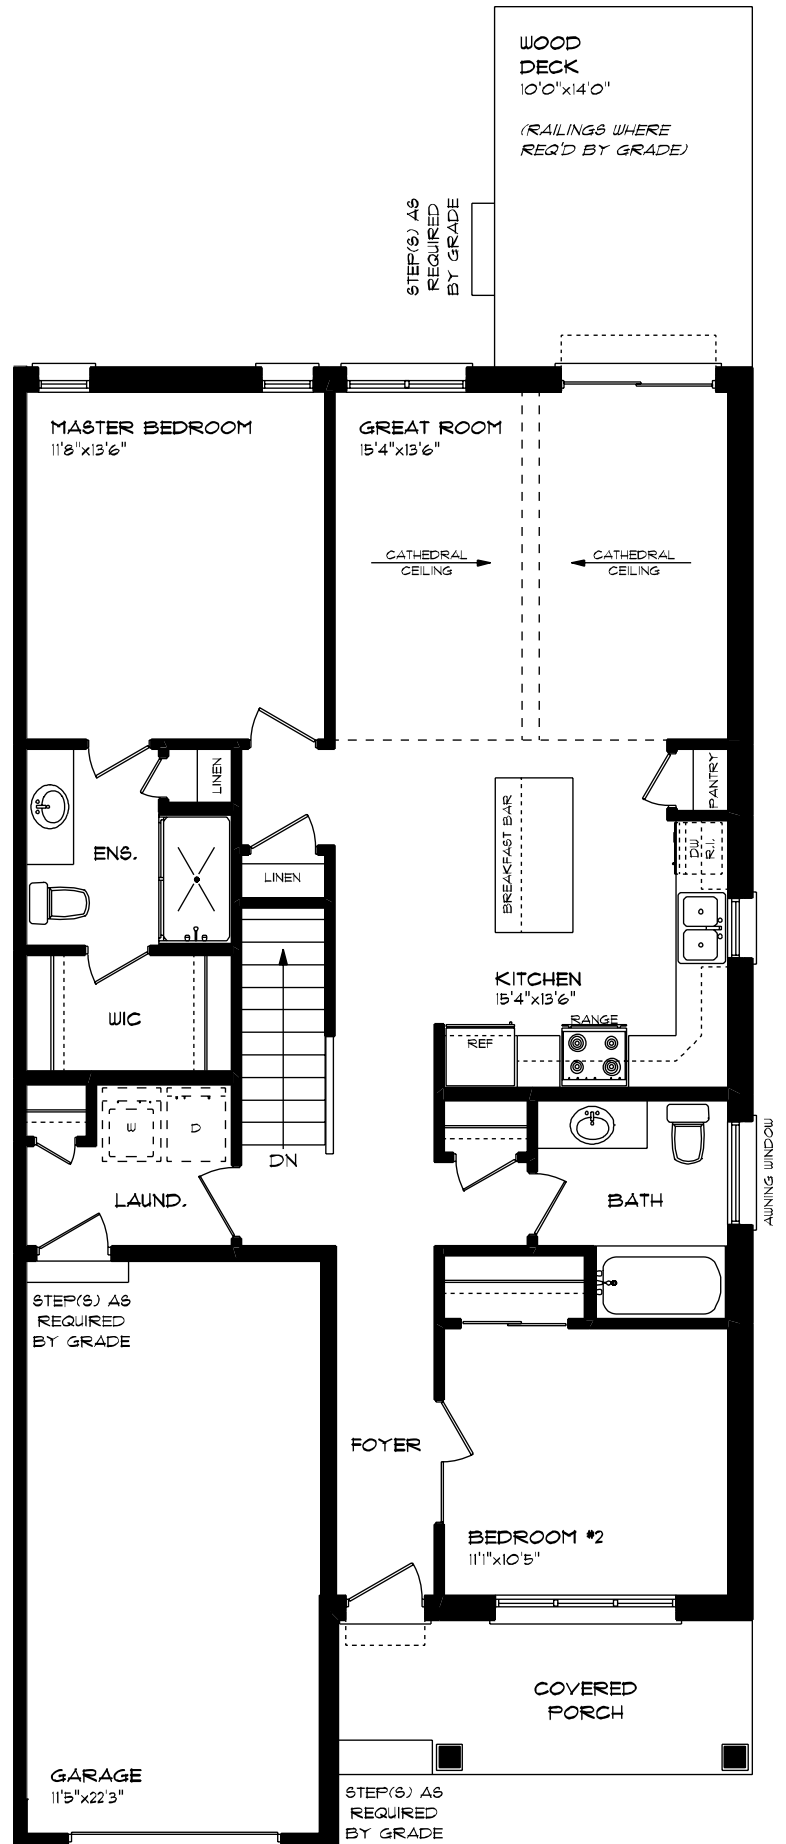 WOOD
DECK
10'0"x14'0"
(RAILINGS WHERE
REQ'D BY GRADE)
STEP(S) AS
REQUIRED
BY GRADE
MASTER BEDROOM
11'8"x13'6"
GREAT ROOM
15'4"x13'6"
CATHEDRAL
CEILING
CATHEDRAL
CEILING
LINEN
PANTRY
BREAKFAST BAR
DW
R.I.
ENS.
LINEN
KITCHEN
15'4"x13'6"
WIC
RANGE
REF
W
D
DN
LAUND.
BATH
AWNING WINDOW
STEP(S) AS
REQUIRED
BY GRADE
FOYER
BEDROOM #2
11'1"x10'5"
COVERED
PORCH
GARAGE
11'5"x22'3"
STEP(S) AS
REQUIRED
BY GRADE